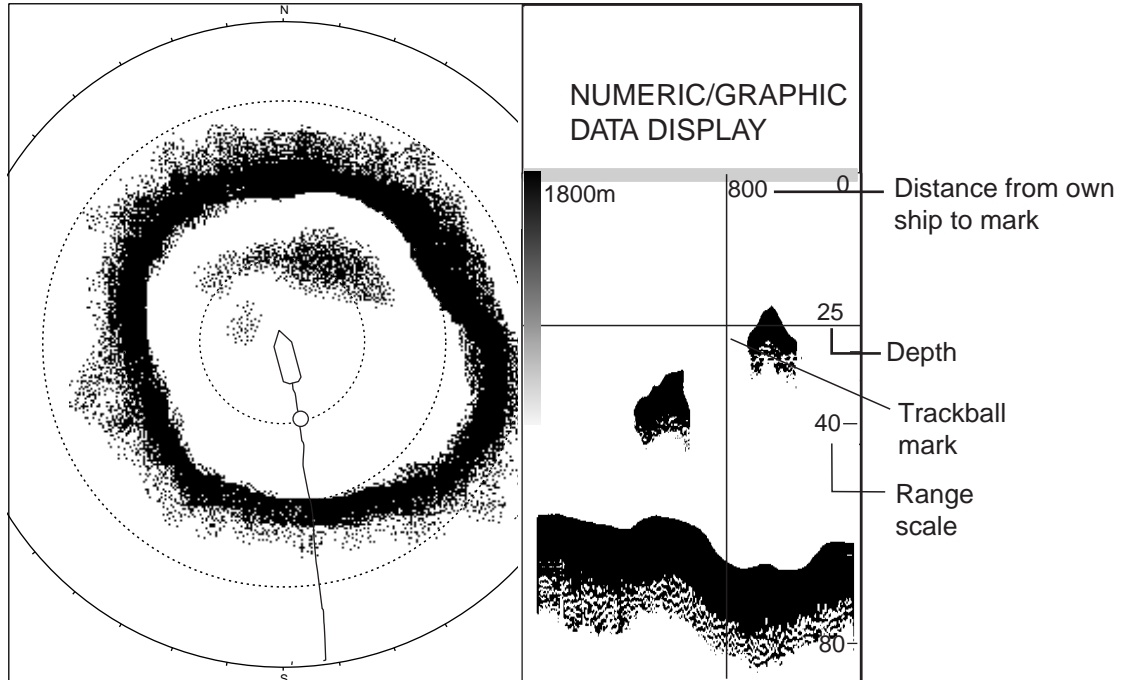 N
NUMERIC/GRAPHIC
DATA DISPLAY
1800m
800
0
Distance from own
ship to mark
25
Depth
Trackball
mark
40
Range
scale
80
S